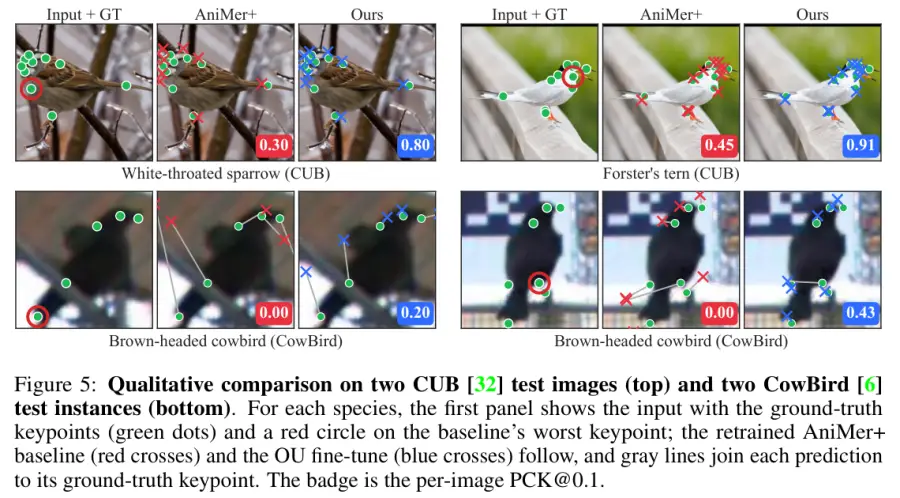 Input + GT AniMer+ Ours Input + GT AniMer+ Ours
0.30 0.80 0.45 0.91
White-throated sparrow (CUB) Forster's tern (CUB)
0.00 0.20 0.00 0.43
Brown-headed cowbird (CowBird) Brown-headed cowbird (CowBird)
Figure 5: Qualitative comparison on two CUB [32] test images (top) and two CowBird [6]
test instances (bottom). For each species, the first panel shows the input with the ground-truth
keypoints (green dots) and a red circle on the baseline's worst keypoint; the retrained AniMer+
baseline (red crosses) and the OU fine-tune (blue crosses) follow, and gray lines join each prediction
to its ground-truth keypoint. The badge is the per-image PCK@0.1.